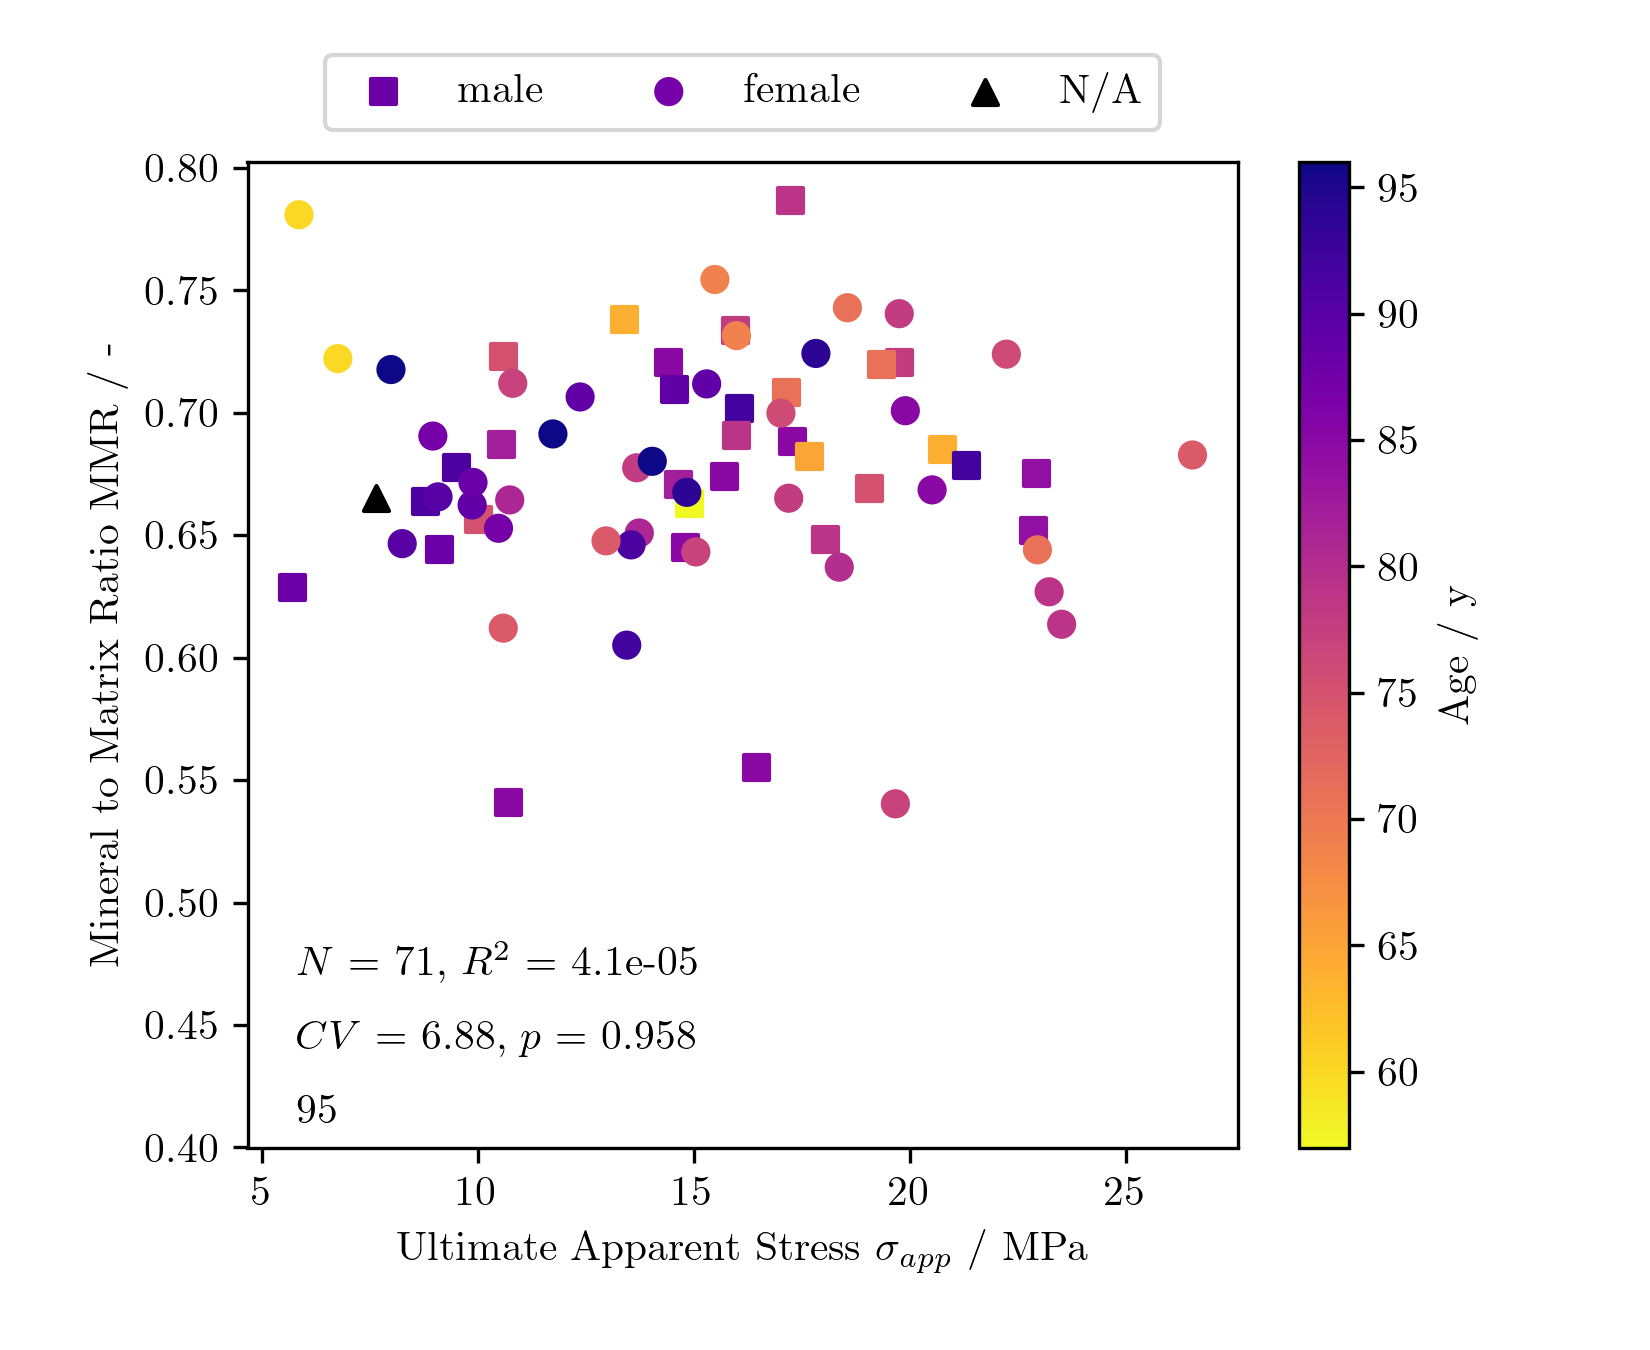 male female N/A
0.80
0.75
0.70
0.65
0.60
0.55
0.50
0.45
0.40
Mineral to Matrix Ratio MMR / -
N = 71, R² = 4.1e-05
CV = 6.88, p = 0.958
95
5 10 15 20 25
Ultimate Apparent Stress σ_app / MPa
95
90
85
80
75
70
65
60
Age / y